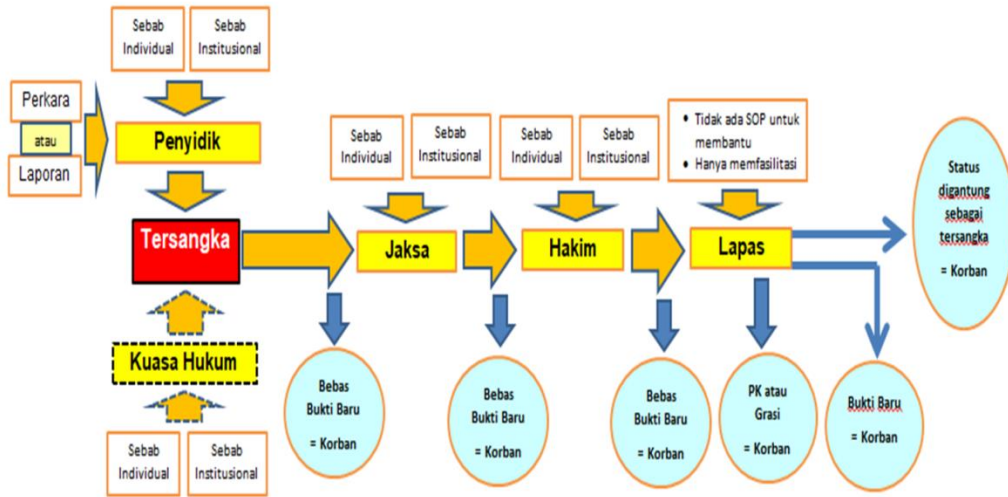 Sebab
Individual
Sebab
Institusional
Perkara
atau
Laporan
Penyidik
Tersangka
Kuasa Hukum
Sebab
Individual
Sebab
Institusional
Sebab
Individual
Sebab
Institusional
Jaksa
Sebab
Individual
Sebab
Institusional
Hakim
• Tidak ada SOP untuk
membantu
• Hanya memfasilitasi
Lapas
Bebas
Bukti Baru
= Korban
Bebas
Bukti Baru
= Korban
Bebas
Bukti Baru
= Korban
PK atau
Grasi
= Korban
Bukti Baru
= Korban
Status
digantung
sebagai
tersangka
= Korban